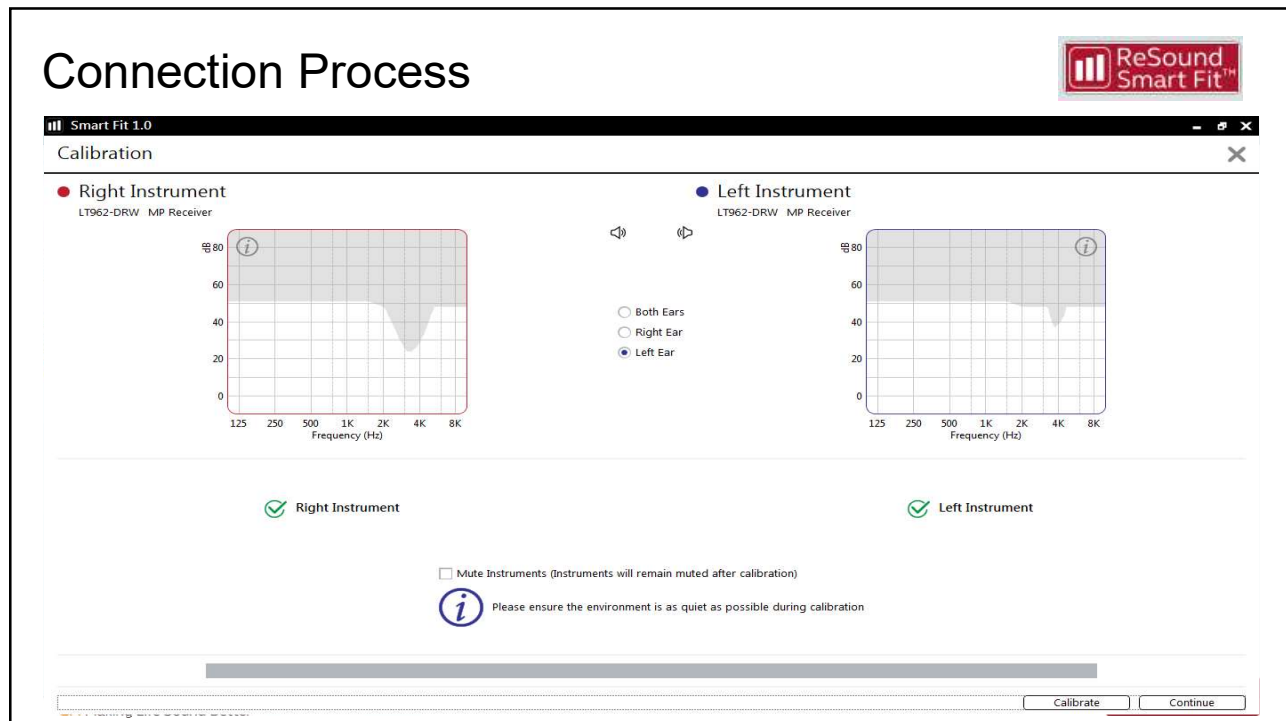 Connection Process
ReSound
Smart Fit™
Smart Fit 1.0
Calibration
Right Instrument
LT962-DRW MP Receiver
Left Instrument
LT962-DRW MP Receiver
dB 80
60
40
20
0
125 250 500 1K 2K 4K 8K
Frequency (Hz)
Both Ears
Right Ear
Left Ear
dB 80
60
40
20
0
125 250 500 1K 2K 4K 8K
Frequency (Hz)
Right Instrument
Left Instrument
Mute Instruments (Instruments will remain muted after calibration)
Please ensure the environment is as quiet as possible during calibration
Calibrate
Continue